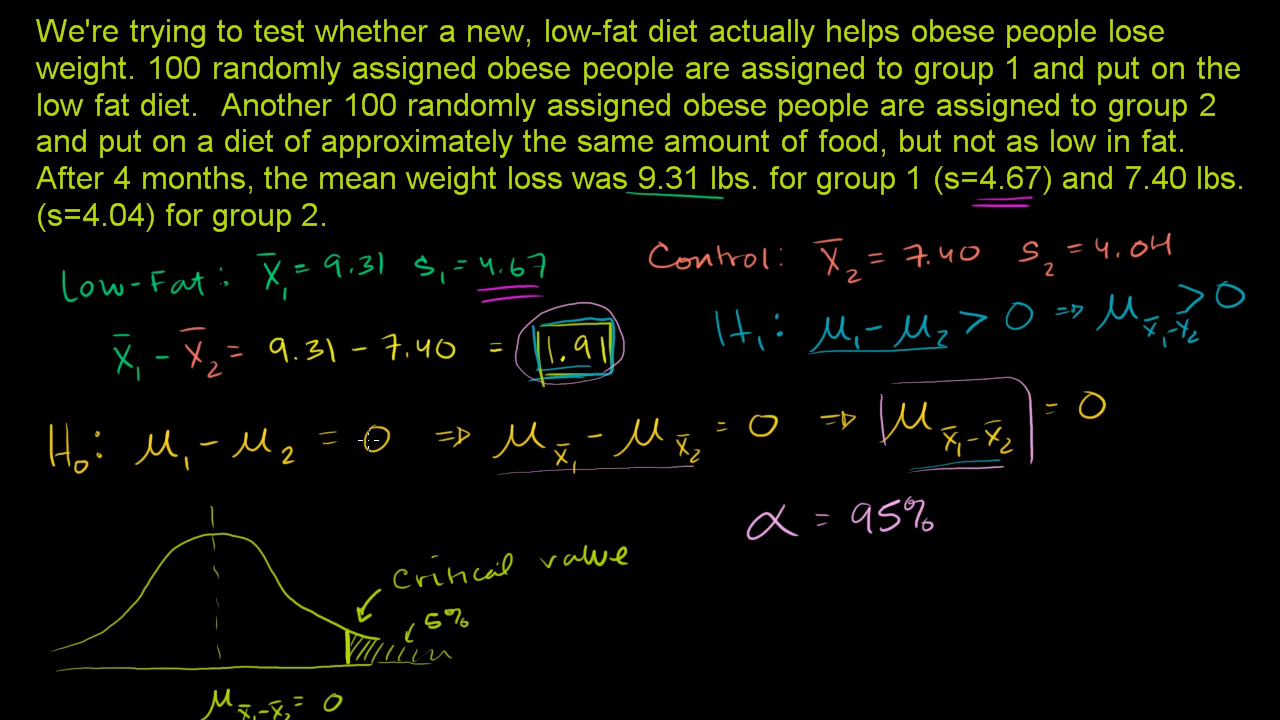 We're trying to test whether a new, low-fat diet actually helps obese people lose
weight. 100 randomly assigned obese people are assigned to group 1 and put on the
low fat diet.  Another 100 randomly assigned obese people are assigned to group 2
and put on a diet of approximately the same amount of food, but not as low in fat.
After 4 months, the mean weight loss was 9.31 lbs. for group 1 (s=4.67) and 7.40 lbs.
(s=4.04) for group 2.
Low-Fat: x̄₁ = 9.31 s₁ = 4.67
Control: x̄₂ = 7.40 s₂ = 4.04
x̄₁ - x̄₂ = 9.31 - 7.40 = 1.91
H₁: μ₁ - μ₂ > 0 ⇒ μ_x̄₁-x̄₂ > 0
H₀: μ₁ - μ₂ = 0 ⇒ μ_x̄₁ - μ_x̄₂ = 0 ⇒ μ_x̄₁-x̄₂ = 0
α = 95%
Critical value
5%
μ_x̄₁-x̄₂ = 0